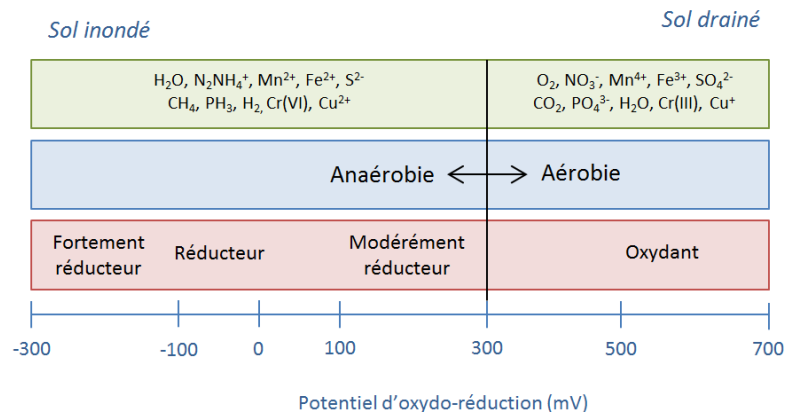 Sol inondé
Sol drainé
H₂O, N₂NH₄⁺, Mn²⁺, Fe²⁺, S²⁻
CH₄, PH₃, H₂, Cr(VI), Cu²⁺
O₂, NO₃⁻, Mn⁴⁺, Fe³⁺, SO₄²⁻
CO₂, PO₄³⁻, H₂O, Cr(III), Cu⁺
Anaérobie
Aérobie
Fortement
réducteur
Réducteur
Modérément
réducteur
Oxydant
-300 -100 0 100 300 500 700
Potentiel d'oxydo-réduction (mV)